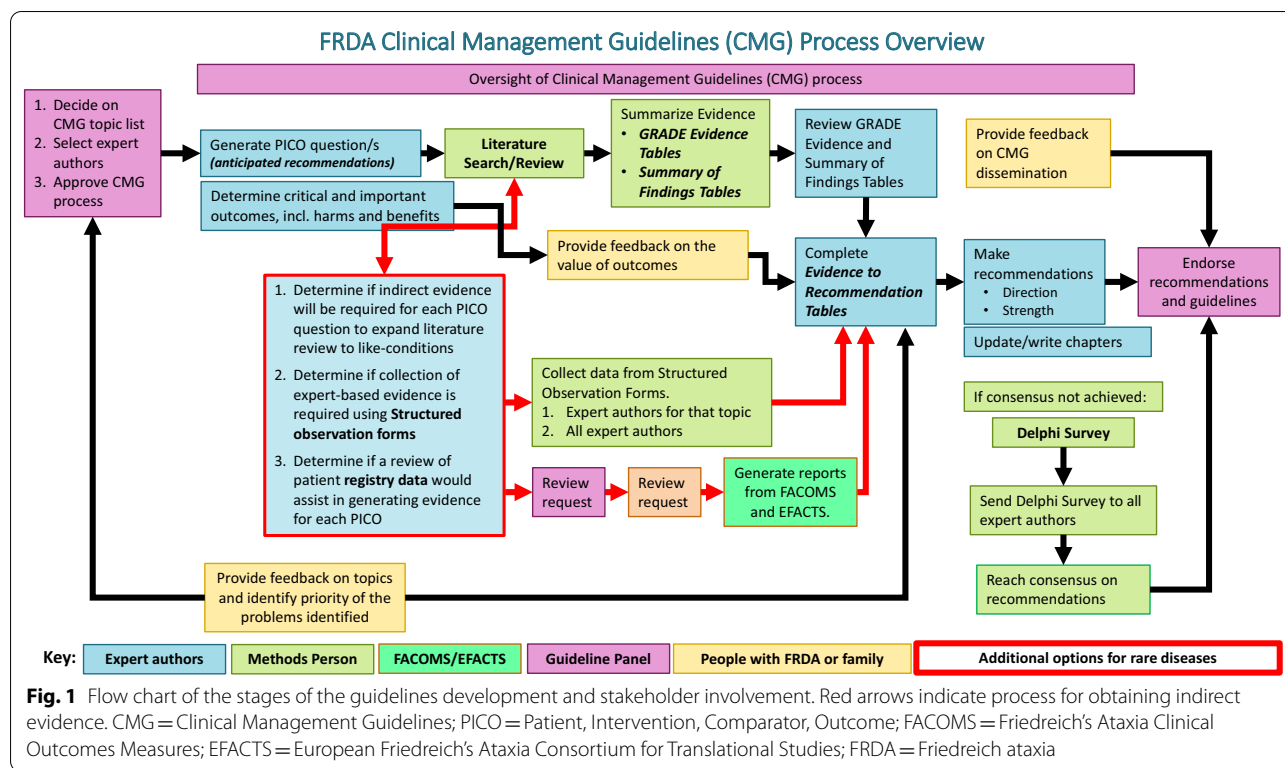 FRDA Clinical Management Guidelines (CMG) Process Overview
Oversight of Clinical Management Guidelines (CMG) process
1. Decide on
CMG topic list
2. Select expert
authors
3. Approve CMG
process
Generate PICO question/s
(anticipated recommendations)
Determine critical and important
outcomes, incl. harms and benefits
Literature
Search/Review
Summarize Evidence
• GRADE Evidence
Tables
• Summary of
Findings Tables
Review GRADE
Evidence and
Summary of
Findings Tables
Provide feedback
on CMG
dissemination
Provide feedback on the
value of outcomes
Complete
Evidence to
Recommendation
Tables
Make
recommendations
• Direction
• Strength
Update/write chapters
Endorse
recommendations
and guidelines
1. Determine if indirect evidence
will be required for each PICO
question to expand literature
review to like-conditions
2. Determine if collection of
expert-based evidence is
required using Structured
observation forms
3. Determine if a review of
patient registry data would
assist in generating evidence
for each PICO
Collect data from Structured
Observation Forms.
1. Expert authors for that topic
2. All expert authors
Review
request
Review
request
Generate reports
from FACOMS
and EFACTS.
If consensus not achieved:
Delphi Survey
Send Delphi Survey to all
expert authors
Reach consensus on
recommendations
Provide feedback on topics
and identify priority of the
problems identified
Key:
Expert authors
Methods Person
FACOMS/EFACTS
Guideline Panel
People with FRDA or family
Additional options for rare diseases
Fig. 1 Flow chart of the stages of the guidelines development and stakeholder involvement. Red arrows indicate process for obtaining indirect
evidence. CMG = Clinical Management Guidelines; PICO = Patient, Intervention, Comparator, Outcome; FACOMS = Friedreich's Ataxia Clinical
Outcomes Measures; EFACTS = European Friedreich's Ataxia Consortium for Translational Studies; FRDA = Friedreich ataxia